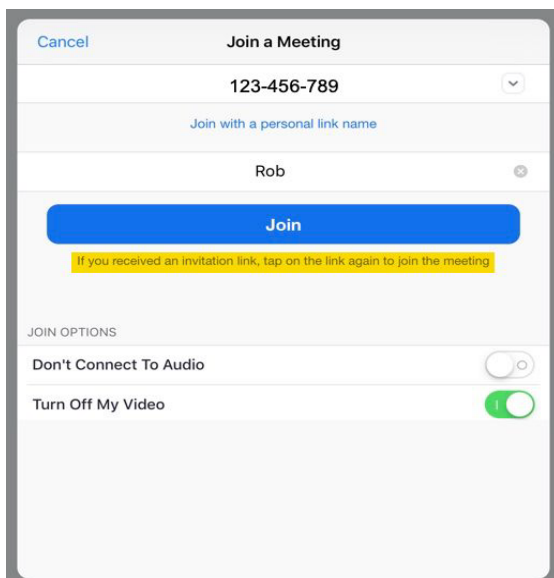 Cancel Join a Meeting
123-456-789
Join with a personal link name
Rob
Join
If you received an invitation link, tap on the link again to join the meeting
JOIN OPTIONS
Don't Connect To Audio
Turn Off My Video